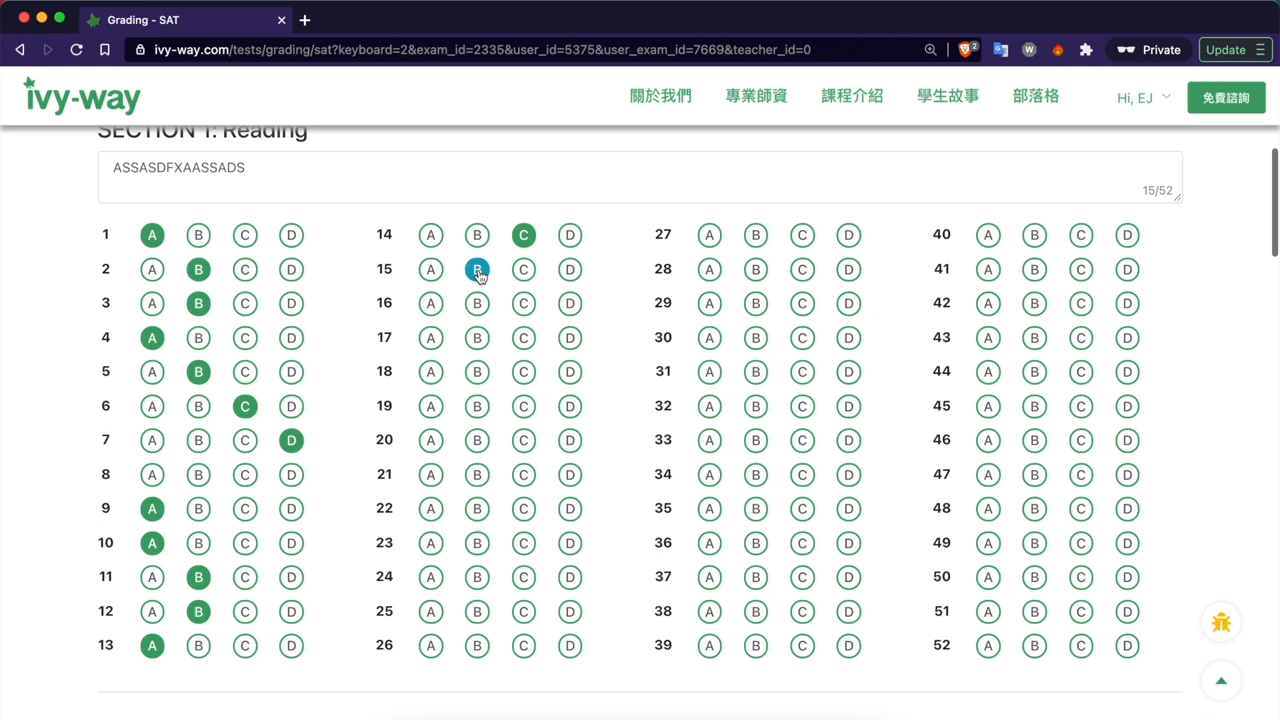 Grading - SAT
ivy-way.com/tests/grading/sat?keyboard=2&exam_id=2335&user_id=5375&user_exam_id=7669&teacher_id=0
2
W
Private
Update
ivy-way
關於我們
專業師資
課程介紹
學生故事
部落格
Hi, EJ
免費諮詢
SECTION 1: Reading
ASSASDFXAASSADS
15/52
1 A B C D 14 A B C D 27 A B C D 40 A B C D
2 A B C D 15 A B C D 28 A B C D 41 A B C D
3 A B C D 16 A B C D 29 A B C D 42 A B C D
4 A B C D 17 A B C D 30 A B C D 43 A B C D
5 A B C D 18 A B C D 31 A B C D 44 A B C D
6 A B C D 19 A B C D 32 A B C D 45 A B C D
7 A B C D 20 A B C D 33 A B C D 46 A B C D
8 A B C D 21 A B C D 34 A B C D 47 A B C D
9 A B C D 22 A B C D 35 A B C D 48 A B C D
10 A B C D 23 A B C D 36 A B C D 49 A B C D
11 A B C D 24 A B C D 37 A B C D 50 A B C D
12 A B C D 25 A B C D 38 A B C D 51 A B C D
13 A B C D 26 A B C D 39 A B C D 52 A B C D